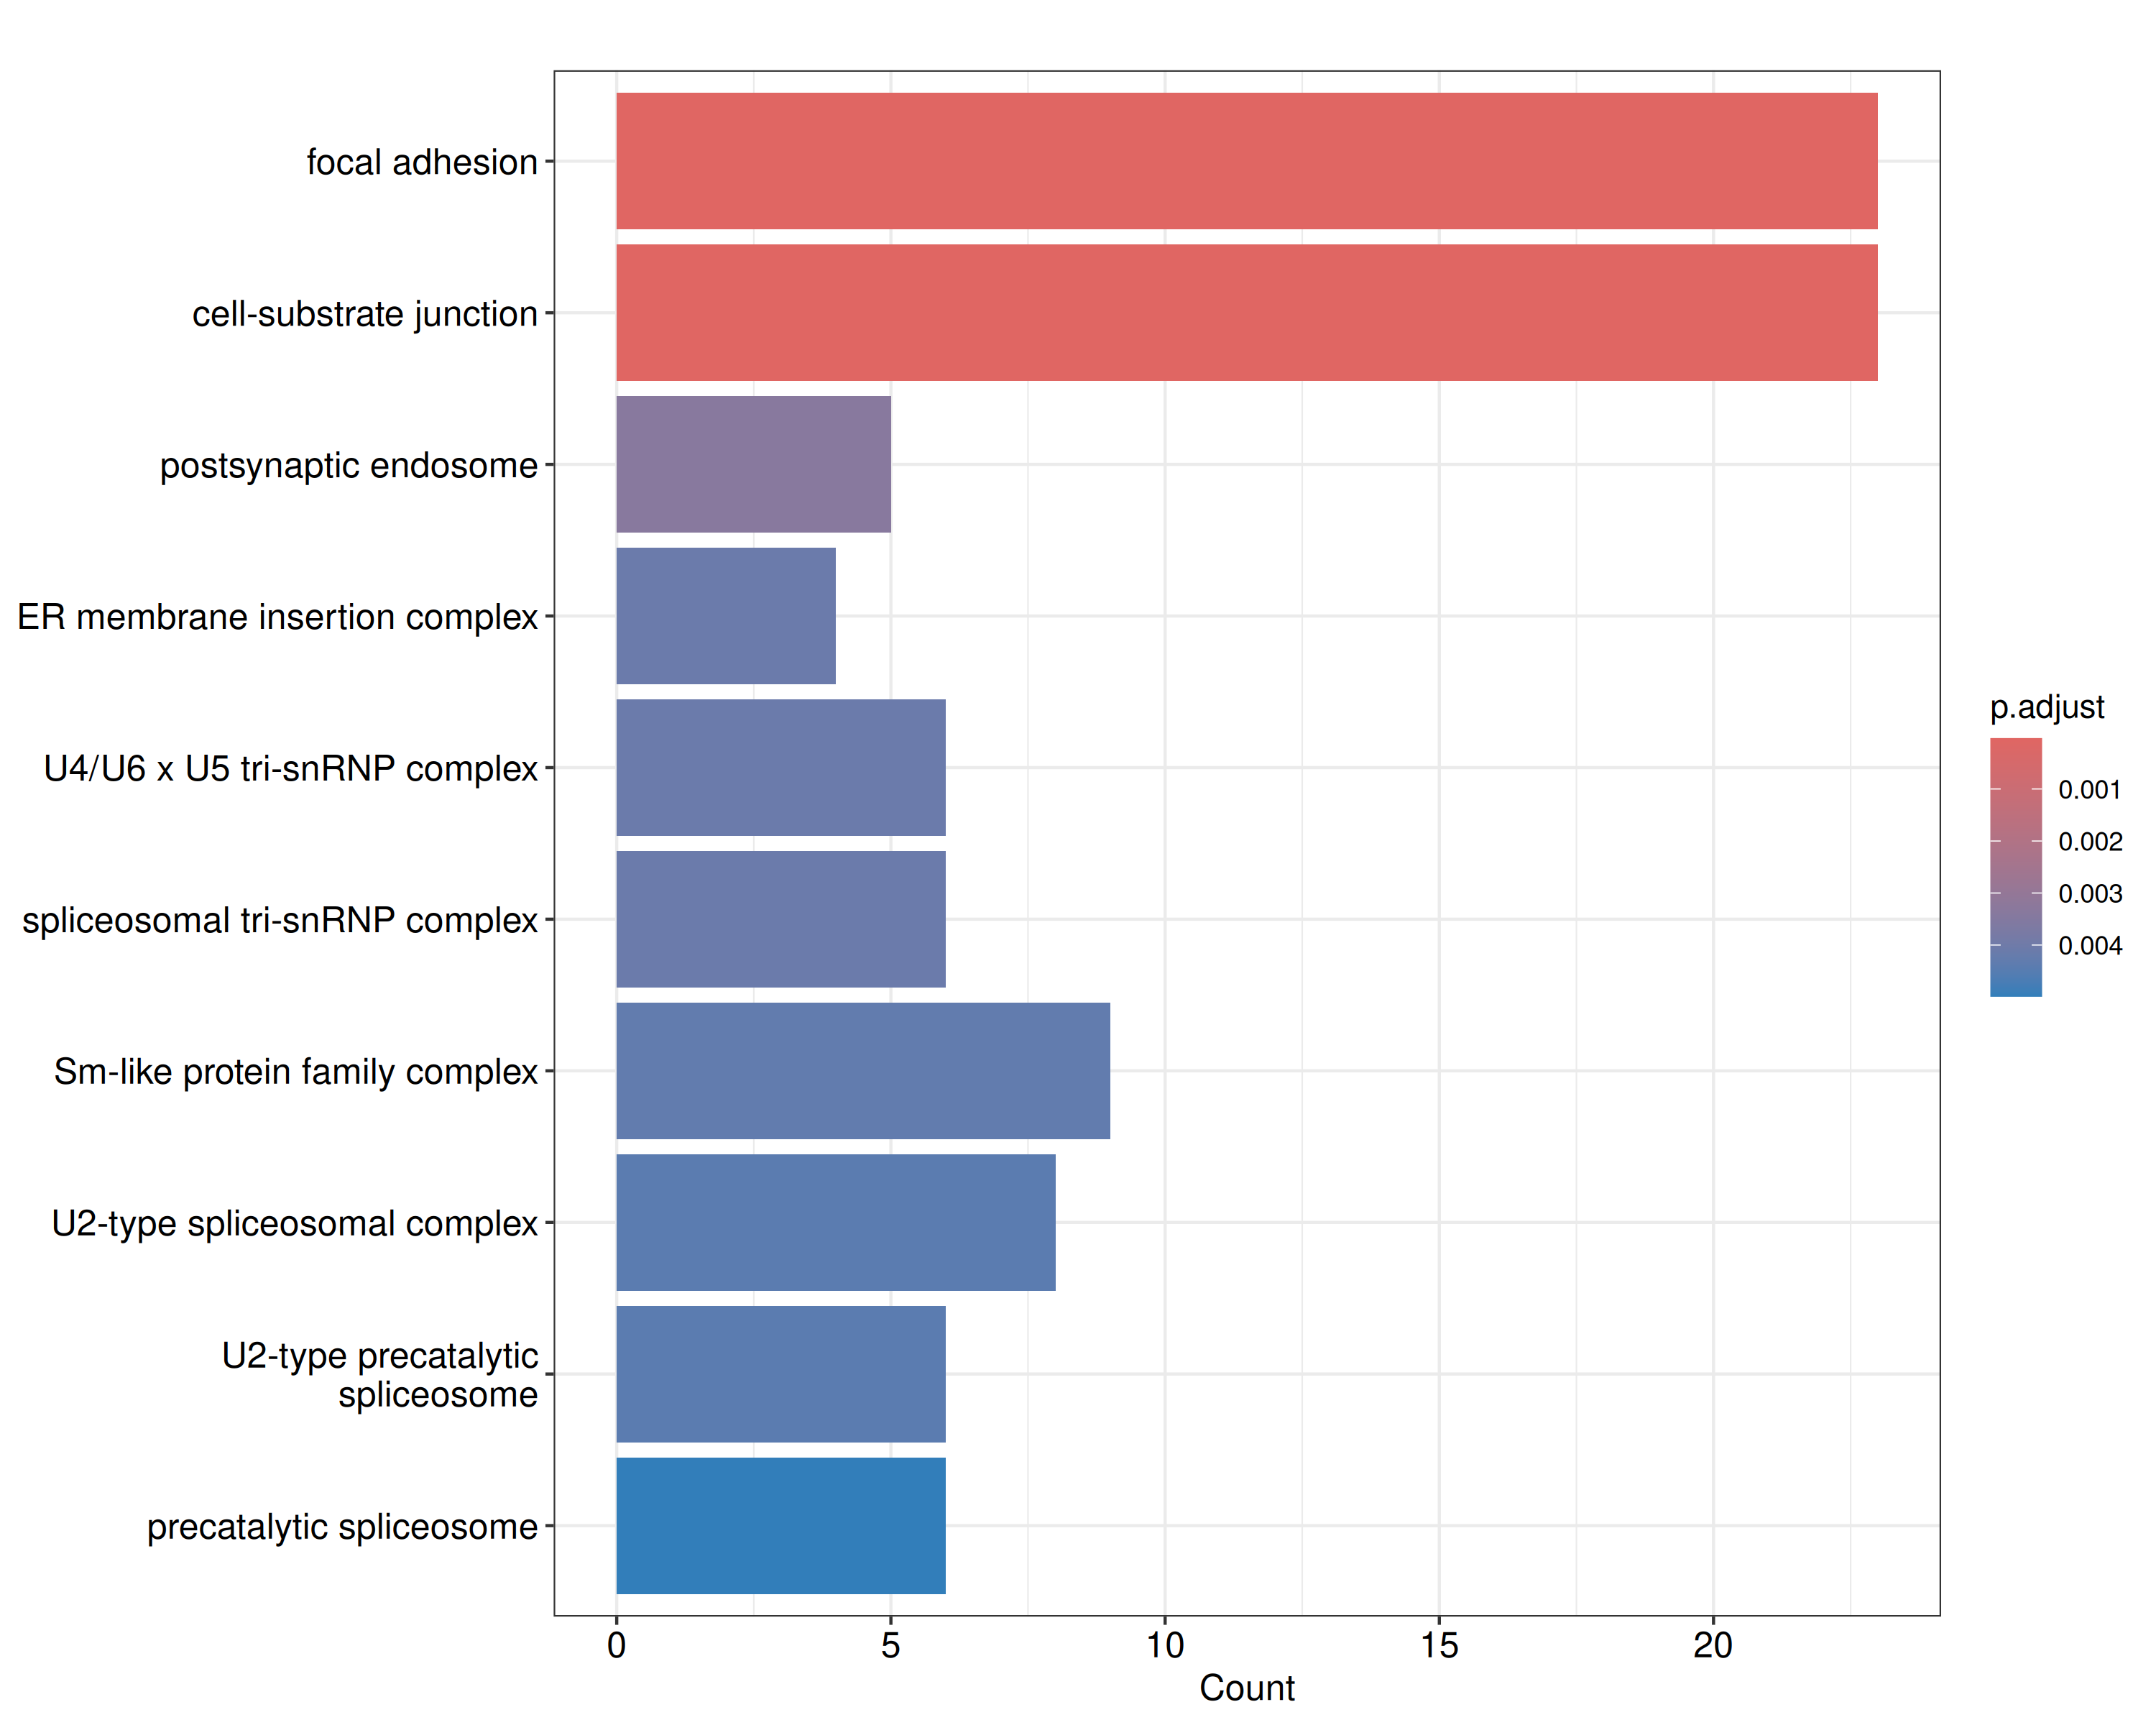 focal adhesion
cell-substrate junction
postsynaptic endosome
ER membrane insertion complex
U4/U6 x U5 tri-snRNP complex
spliceosomal tri-snRNP complex
Sm-like protein family complex
U2-type spliceosomal complex
U2-type precatalytic
spliceosome
precatalytic spliceosome
0 5 10 15 20
Count
p.adjust
0.001
0.002
0.003
0.004